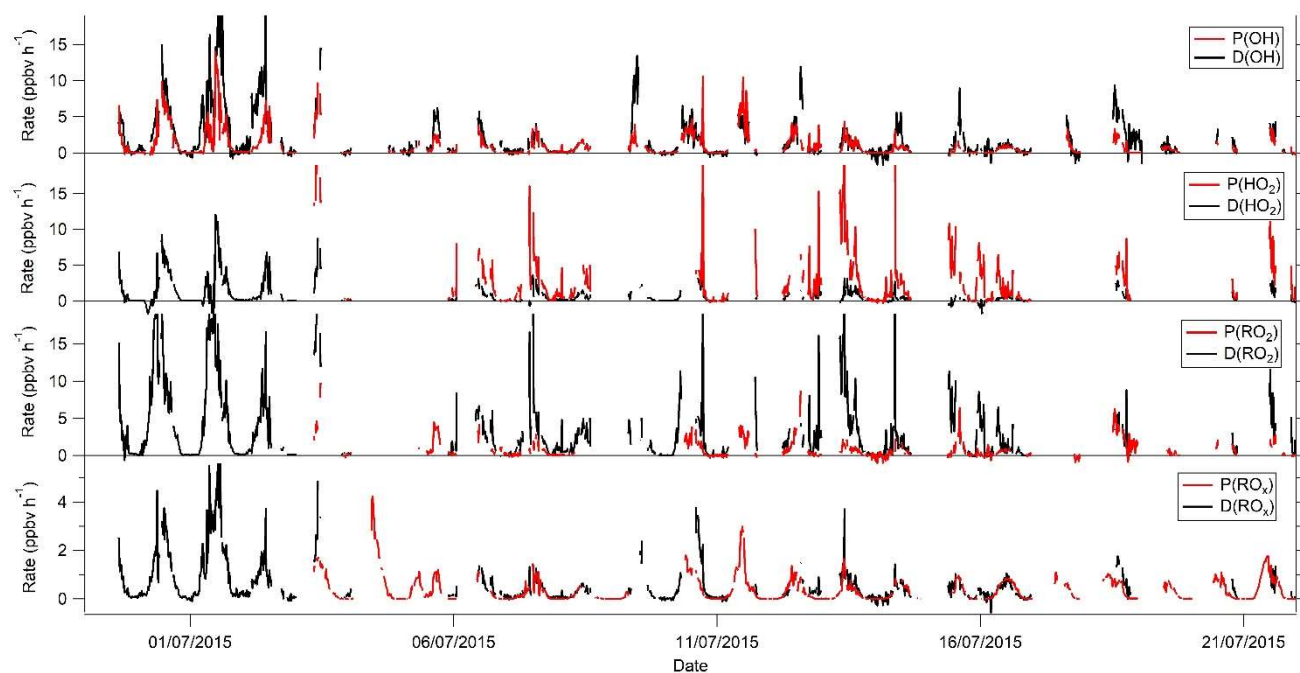 Rate (ppbv h⁻¹)
15
10
5
0
P(OH)
D(OH)
Rate (ppbv h⁻¹)
15
10
5
0
P(HO₂)
D(HO₂)
Rate (ppbv h⁻¹)
15
10
5
0
P(RO₂)
D(RO₂)
Rate (ppbv h⁻¹)
4
2
0
P(ROₓ)
D(ROₓ)
01/07/2015 06/07/2015 11/07/2015 16/07/2015 21/07/2015
Date